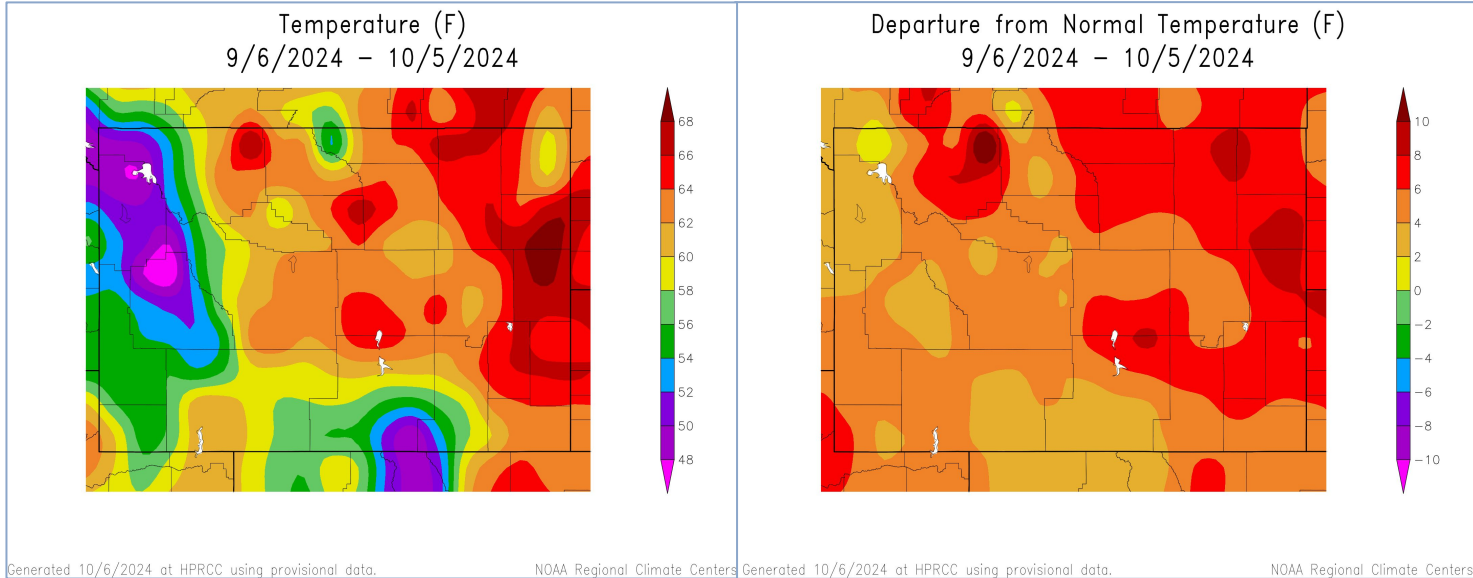 Temperature (F)
9/6/2024 – 10/5/2024
68
66
64
62
60
58
56
54
52
50
48
Generated 10/6/2024 at HPRCC using provisional data.
NOAA Regional Climate Centers
Departure from Normal Temperature (F)
9/6/2024 – 10/5/2024
10
8
6
4
2
0
-2
-4
-6
-8
-10
Generated 10/6/2024 at HPRCC using provisional data.
NOAA Regional Climate Centers